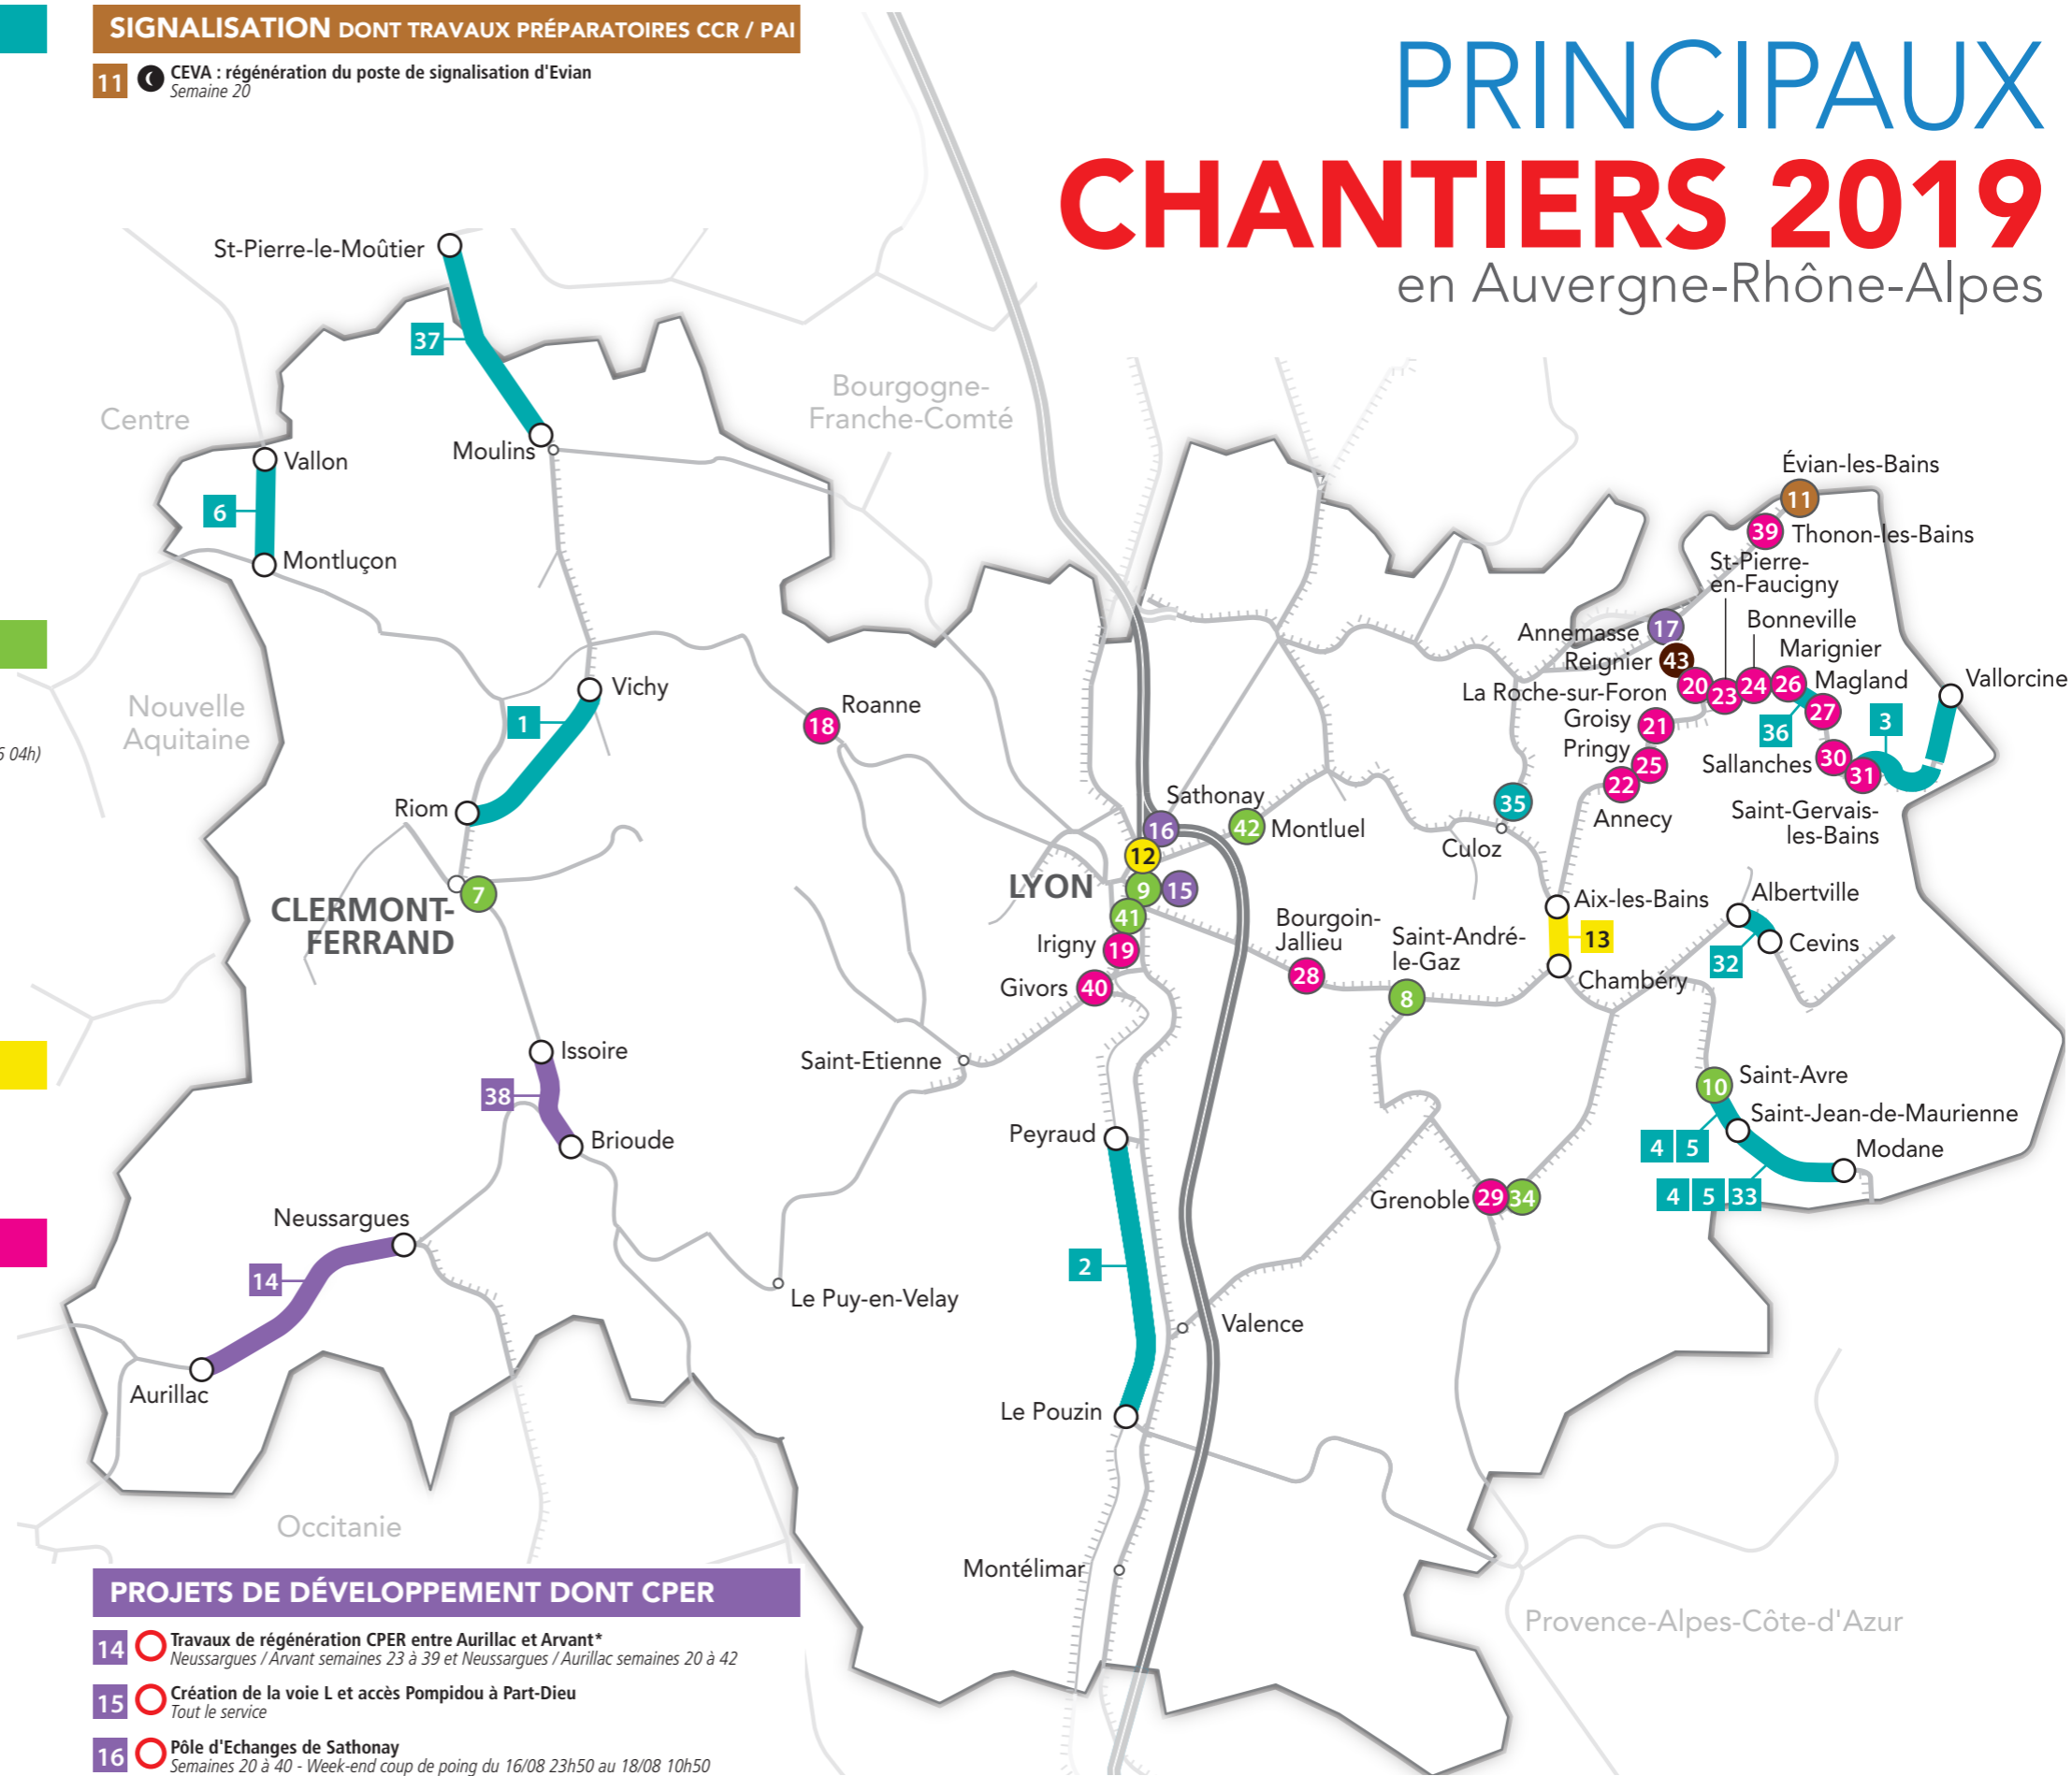 SIGNALISATION DONT TRAVAUX PRÉPARATOIRES CCR / PAI
11 CEVA : régénération du poste de signalisation d'Evian
Semaine 20
PRINCIPAUX
CHANTIERS 2019
en Auvergne-Rhône-Alpes
St-Pierre-le-Moûtier
37
Bourgogne-
Franche-Comté
Centre
Moulins
Vallon
6
Montluçon
Évian-les-Bains
11
39
Thonon-les-Bains
St-Pierre-
en-Faucigny
Bonneville
Annemasse
17
Marignier
Reignier
43
La Roche-sur-Foron
20
23
24
26
Magland
Vallorcine
Groisy
21
27
3
36
Pringy
25
Sallanches
30
31
22
Annecy
Saint-Gervais-
les-Bains
Nouvelle
Aquitaine
6 04h)
Vichy
1
Roanne
18
Riom
Sathonay
16
42
Montluel
35
Culoz
12
CLERMONT-
FERRAND
7
LYON
9
15
41
Irigny
19
Givors
40
Bourgoin-
Jallieu
28
Saint-André-
le-Gaz
8
Aix-les-Bains
13
Chambéry
Albertville
Cevins
32
Issoire
38
Brioude
Saint-Etienne
Peyraud
10
Saint-Avre
Saint-Jean-de-Maurienne
4 5
Modane
4 5 33
Grenoble
29
34
Neussargues
14
Aurillac
Le Puy-en-Velay
2
Valence
Le Pouzin
Occitanie
Montélimar
Provence-Alpes-Côte-d'Azur
PROJETS DE DÉVELOPPEMENT DONT CPER
14 Travaux de régénération CPER entre Aurillac et Arvant*
Neussargues / Arvant semaines 23 à 39 et Neussargues / Aurillac semaines 20 à 42
15 Création de la voie L et accès Pompidou à Part-Dieu
Tout le service
16 Pôle d'Echanges de Sathonay
Semaines 20 à 40 - Week-end coup de poing du 16/08 23h50 au 18/08 10h50